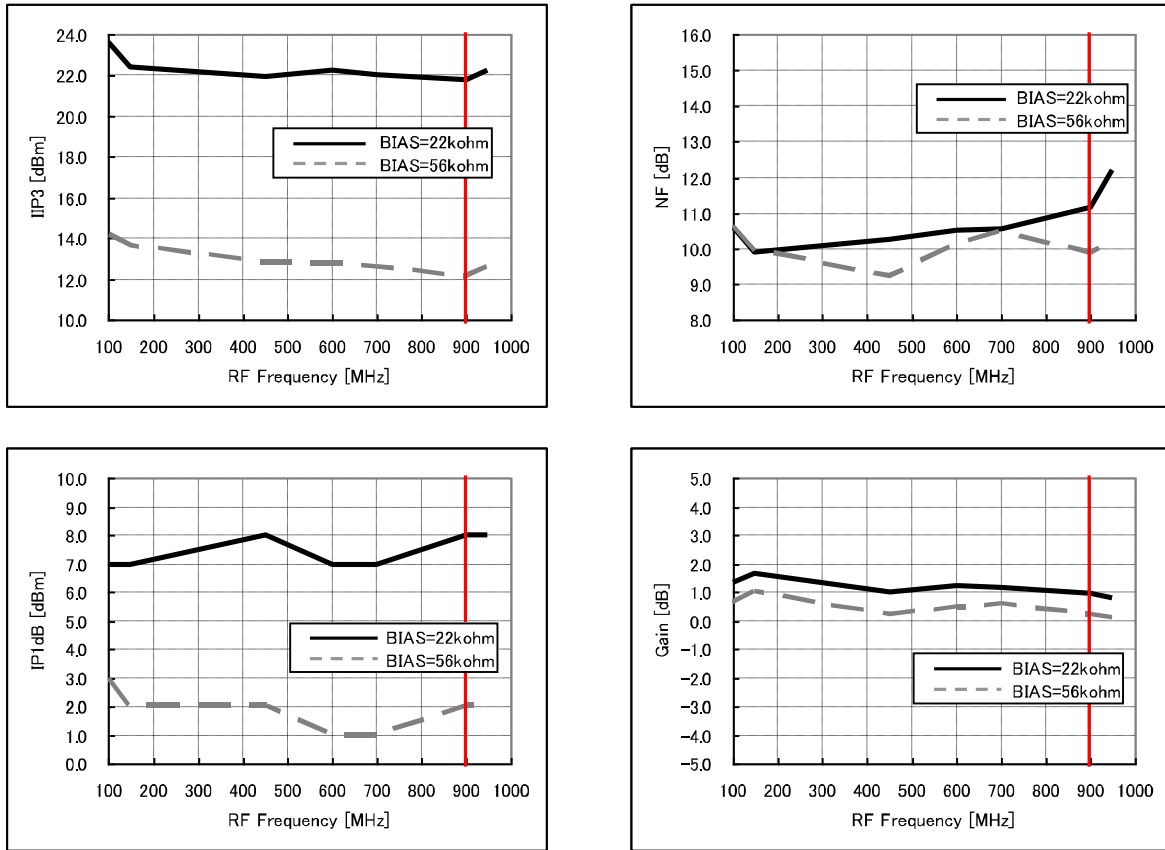 24.0
22.0
20.0
18.0
16.0
14.0
12.0
10.0
IIP3 [dBm]
BIAS=22kohm
BIAS=56kohm
100 200 300 400 500 600 700 800 900 1000
RF Frequency [MHz]
16.0
15.0
14.0
13.0
12.0
11.0
10.0
9.0
8.0
NF [dB]
BIAS=22kohm
BIAS=56kohm
100 200 300 400 500 600 700 800 900 1000
RF Frequency [MHz]
10.0
9.0
8.0
7.0
6.0
5.0
4.0
3.0
2.0
1.0
0.0
IP1dB [dBm]
BIAS=22kohm
BIAS=56kohm
100 200 300 400 500 600 700 800 900 1000
RF Frequency [MHz]
5.0
4.0
3.0
2.0
1.0
0.0
-1.0
-2.0
-3.0
-4.0
-5.0
Gain [dB]
BIAS=22kohm
BIAS=56kohm
100 200 300 400 500 600 700 800 900 1000
RF Frequency [MHz]